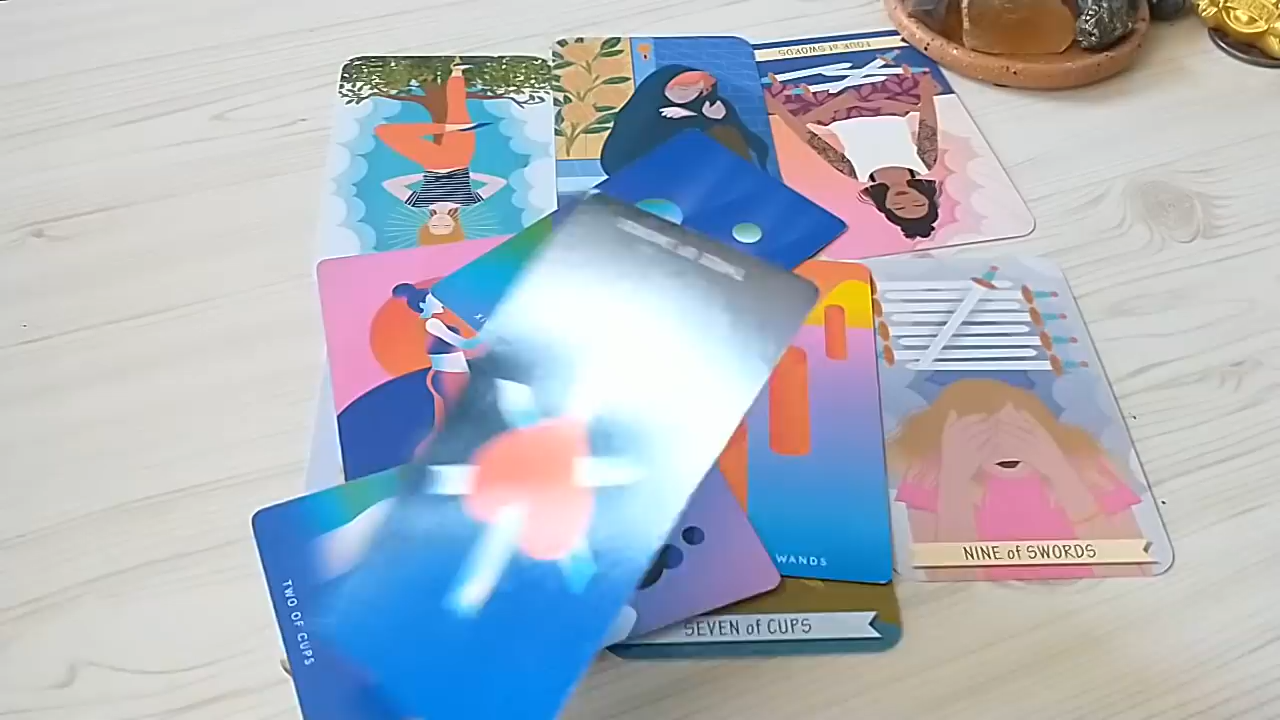 FOUR of SWORDS
NINE of SWORDS
WANDS
TWO OF CUPS
SEVEN of CUPS